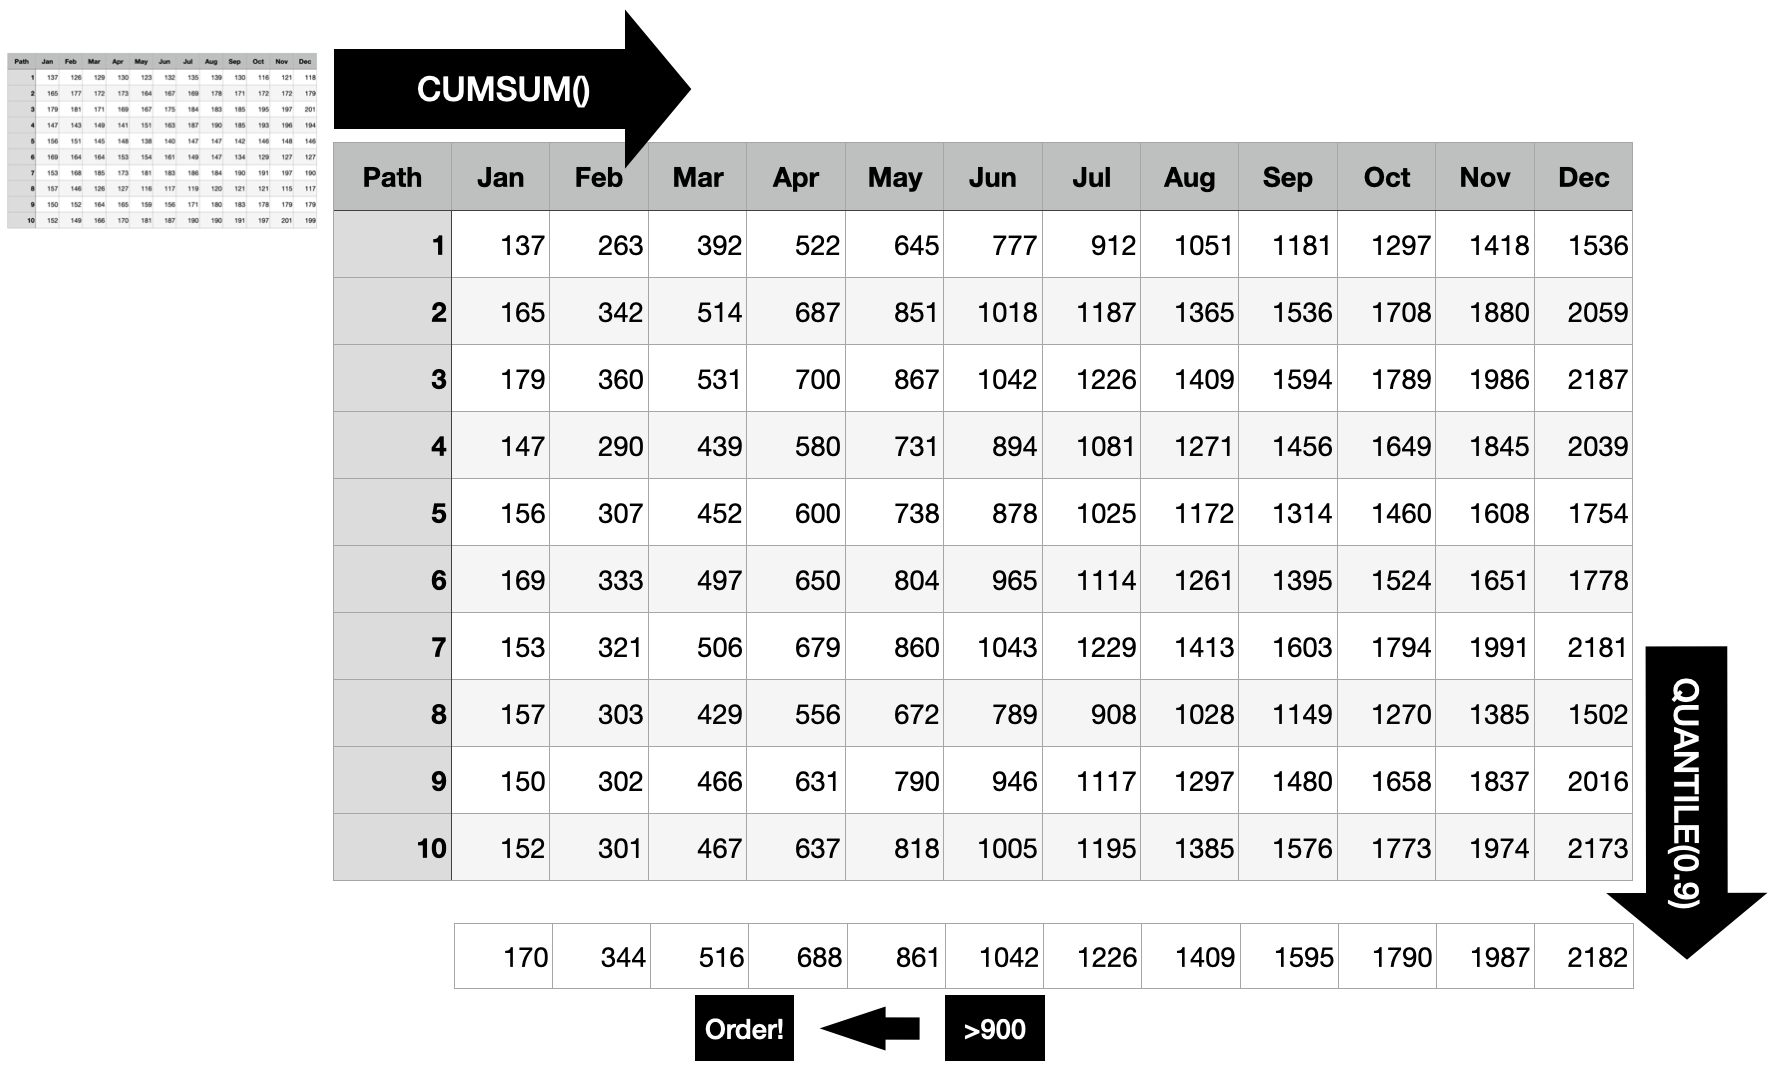 Path Jan Feb Mar Apr May Jun Jul Aug Sep Oct Nov Dec
1 137 126 129 130 123 132 135 139 130 116 121 118
2 165 177 172 173 164 167 169 178 171 172 172 179
3 179 181 171 169 167 175 184 183 185 195 197 201
4 147 143 149 141 151 163 187 190 185 193 196 194
5 156 151 145 148 138 140 147 147 142 146 148 146
6 169 164 164 153 154 161 149 147 134 129 127 127
7 153 168 185 173 181 183 186 184 190 191 197 190
8 157 146 126 127 116 117 119 120 121 121 115 117
9 150 152 164 165 159 156 171 180 183 178 179 179
10 152 149 166 170 181 187 190 190 191 197 201 199
CUMSUM()
Path Jan Feb Mar Apr May Jun Jul Aug Sep Oct Nov Dec
1 137 263 392 522 645 777 912 1051 1181 1297 1418 1536
2 165 342 514 687 851 1018 1187 1365 1536 1708 1880 2059
3 179 360 531 700 867 1042 1226 1409 1594 1789 1986 2187
4 147 290 439 580 731 894 1081 1271 1456 1649 1845 2039
5 156 307 452 600 738 878 1025 1172 1314 1460 1608 1754
6 169 333 497 650 804 965 1114 1261 1395 1524 1651 1778
7 153 321 506 679 860 1043 1229 1413 1603 1794 1991 2181
8 157 303 429 556 672 789 908 1028 1149 1270 1385 1502
9 150 302 466 631 790 946 1117 1297 1480 1658 1837 2016
10 152 301 467 637 818 1005 1195 1385 1576 1773 1974 2173
QUANTILE(0.9)
170 344 516 688 861 1042 1226 1409 1595 1790 1987 2182
Order! >900